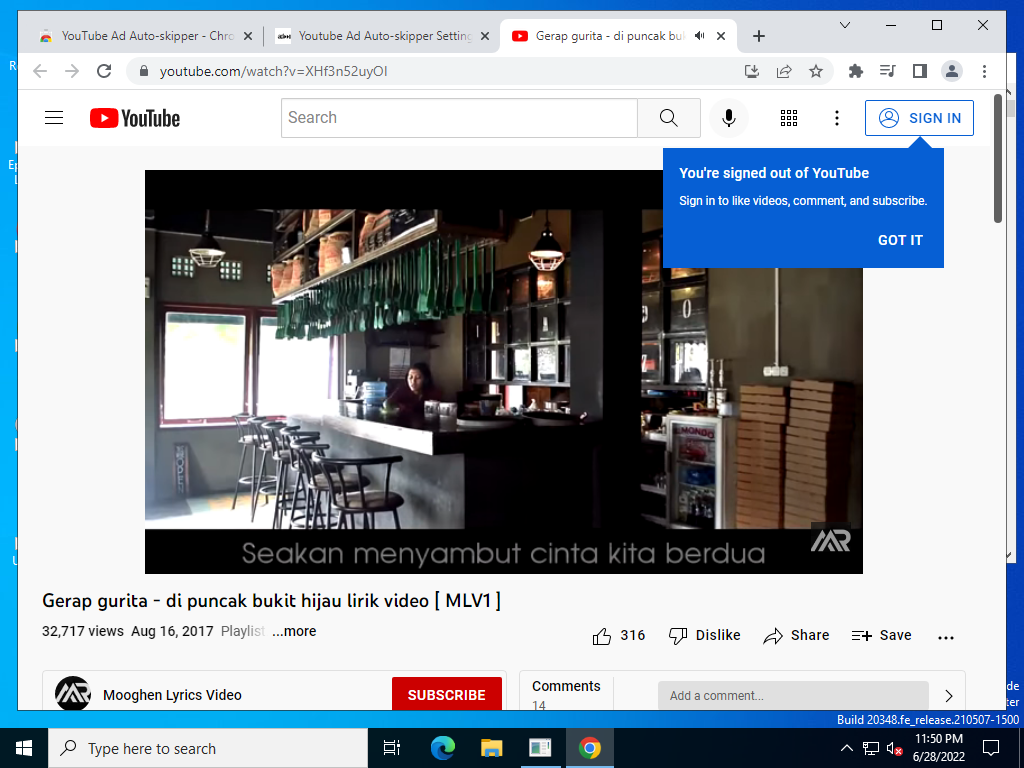 YouTube Ad Auto-skipper - Chro
Youtube Ad Auto-skipper Setting
Gerap gurita - di puncak buk
youtube.com/watch?v=XHf3n52uyOI
YouTube
Search
SIGN IN
You're signed out of YouTube
Sign in to like videos, comment, and subscribe.
GOT IT
Seakan menyambut cinta kita berdua
MR
Gerap gurita - di puncak bukit hijau lirik video [ MLV1 ]
32,717 views Aug 16, 2017 Playlist ...more
316 Dislike Share Save
Mooghen Lyrics Video
SUBSCRIBE
Comments
14
Add a comment...
Build 20348.fe_release.210507-1500
Type here to search
11:50 PM
6/28/2022